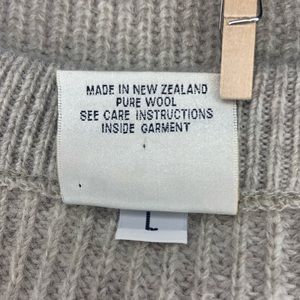 MADE IN NEW ZEALAND
PURE WOOL
SEE CARE INSTRUCTIONS
INSIDE GARMENT
L